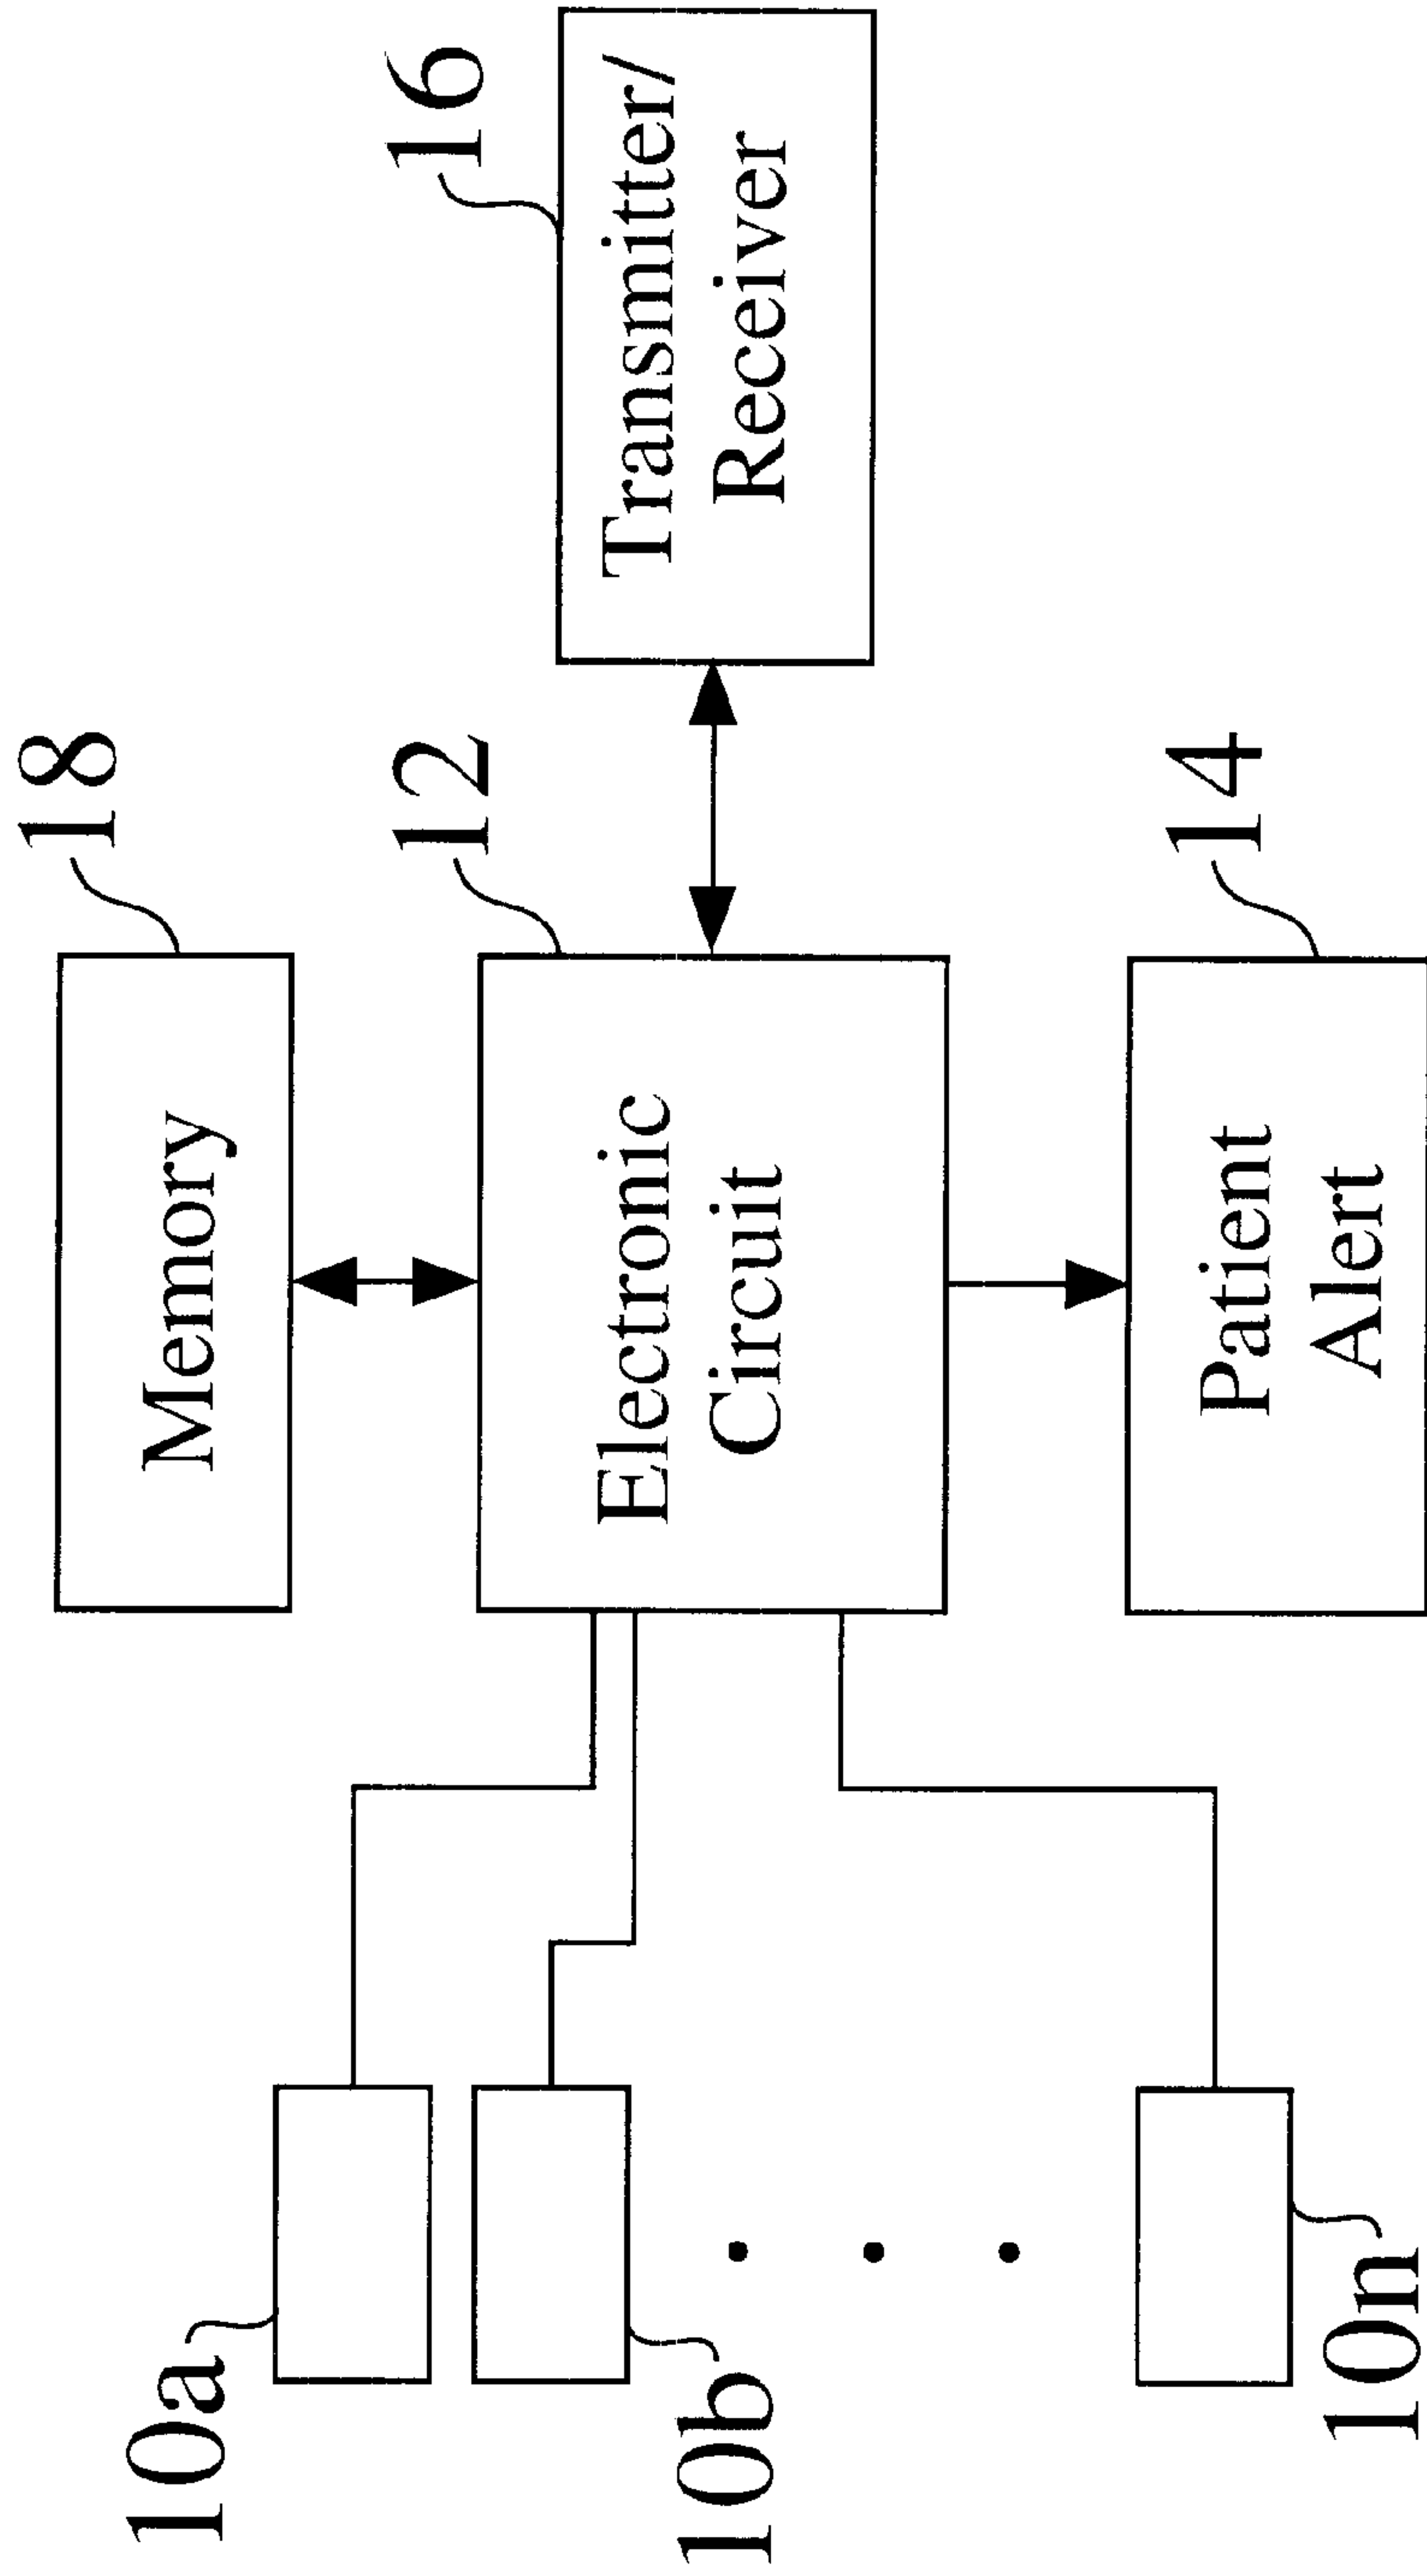 18
Memory
10a
10b
10n
12
Electronic
Circuit
16
Transmitter/
Receiver
14
Patient
Alert